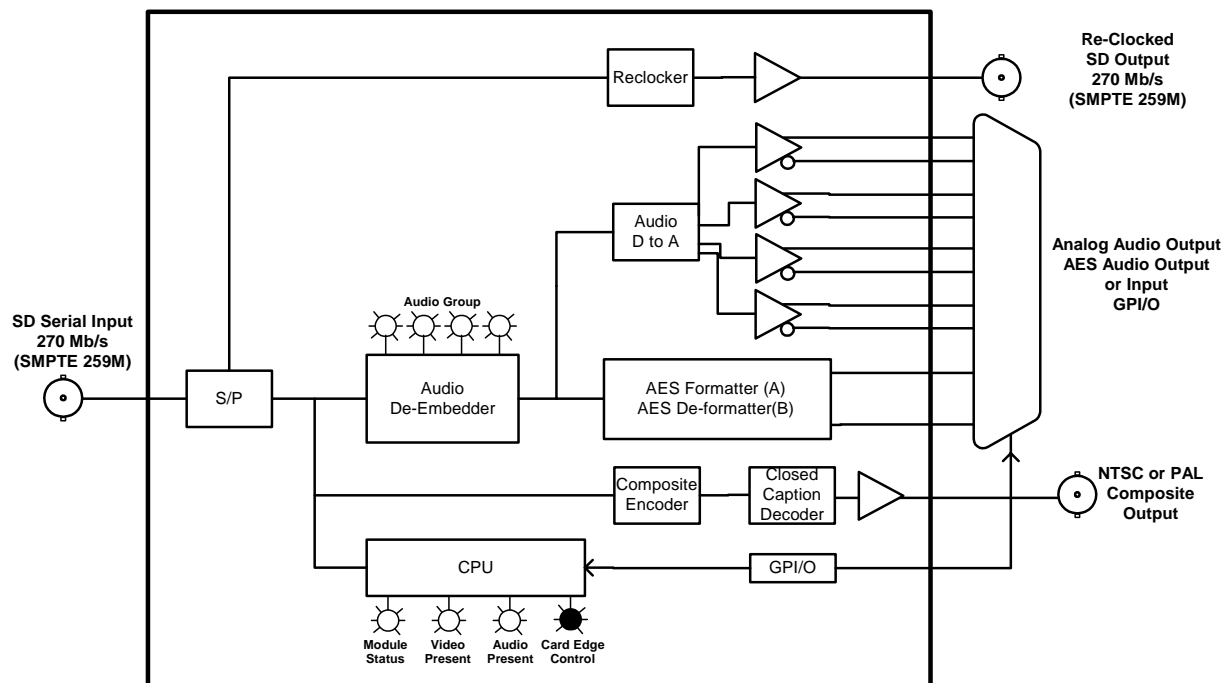 Re-Clocked
SD Output
270 Mb/s
(SMPTE 259M)
Reclocker
Audio
D to A
Analog Audio Output
AES Audio Output
or Input
GPI/O
Audio Group
SD Serial Input
270 Mb/s
(SMPTE 259M)
S/P
Audio
De-Embedder
AES Formatter (A)
AES De-formatter(B)
Composite
Encoder
Closed
Caption
Decoder
NTSC or PAL
Composite
Output
CPU
GPI/O
Module
Status
Video
Present
Audio
Present
Card Edge
Control